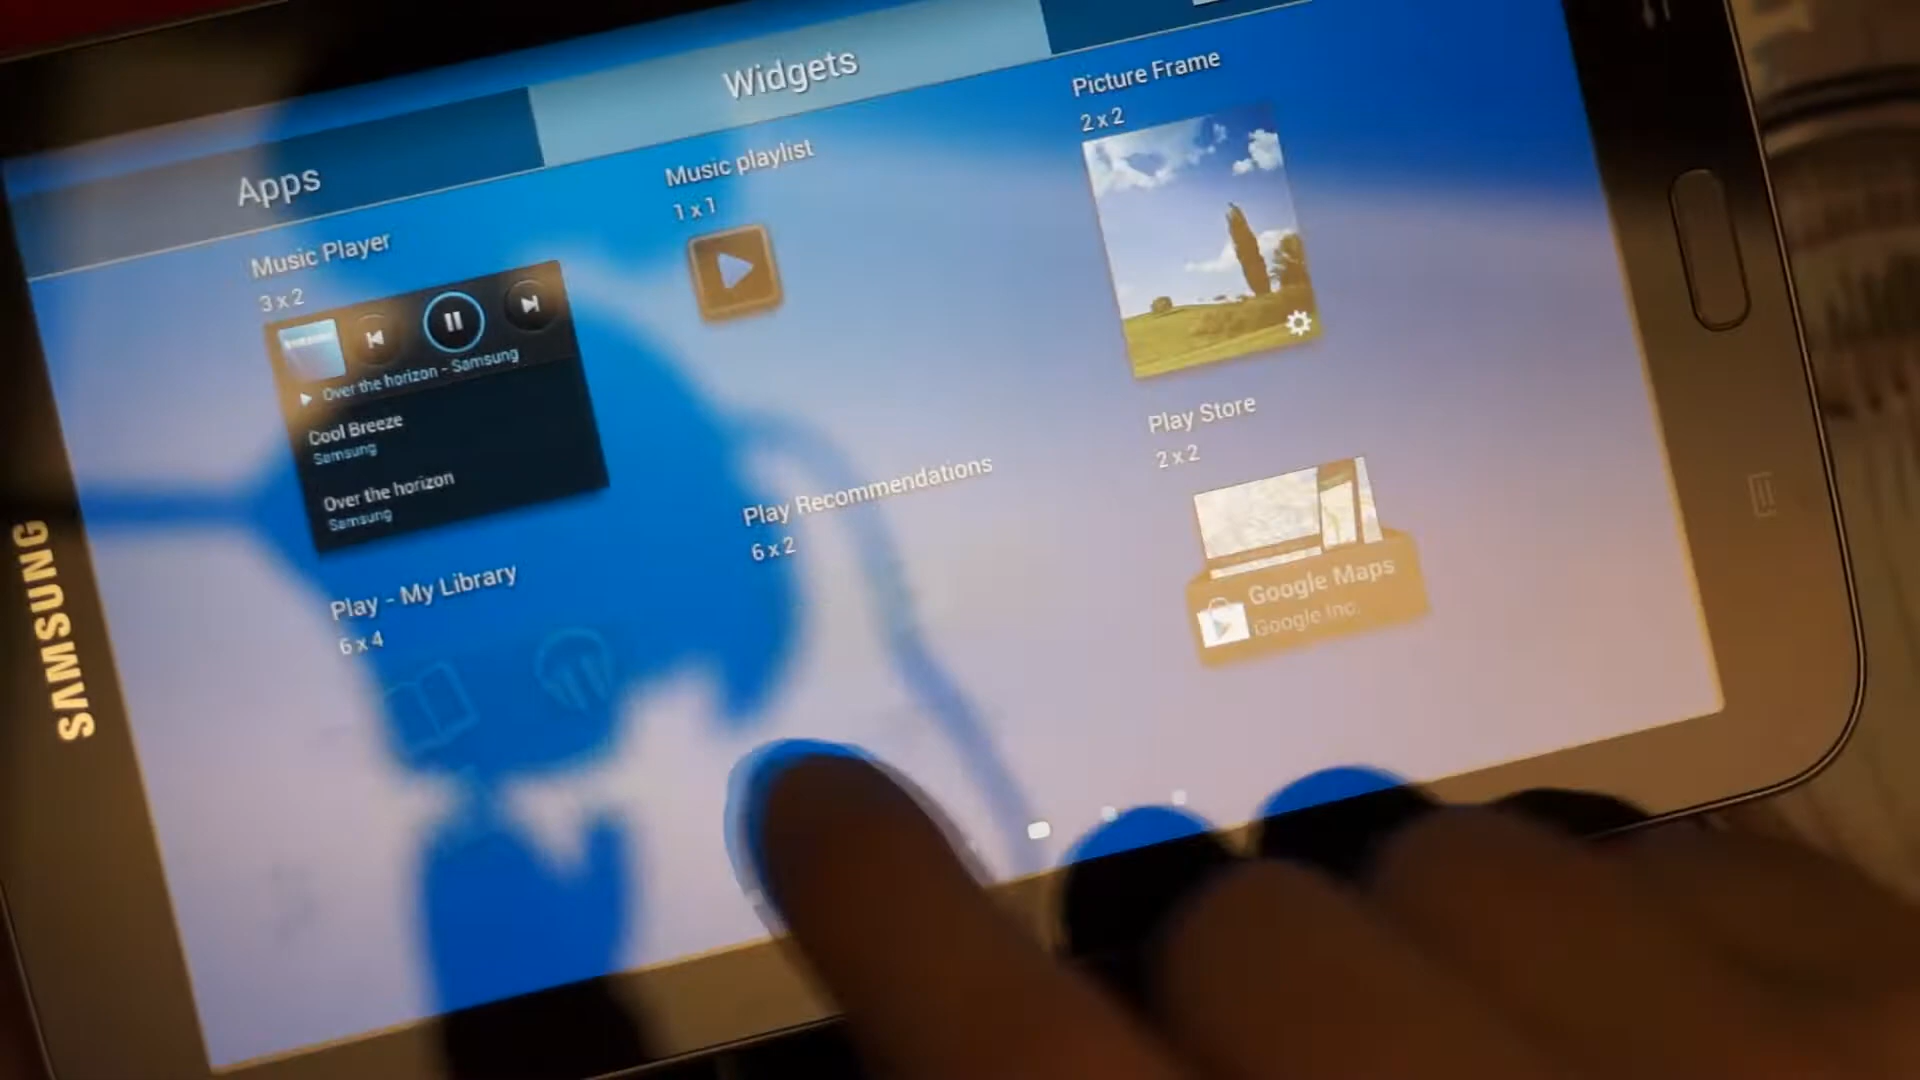 Apps
Widgets
Music Player
3 x 2
Over the horizon - Samsung
Cool Breeze
Samsung
Over the horizon
Samsung
Music playlist
1 x 1
Picture Frame
2 x 2
Play - My Library
6 x 4
Play Recommendations
6 x 2
Play Store
2 x 2
Google Maps
Google Inc.
SAMSUNG